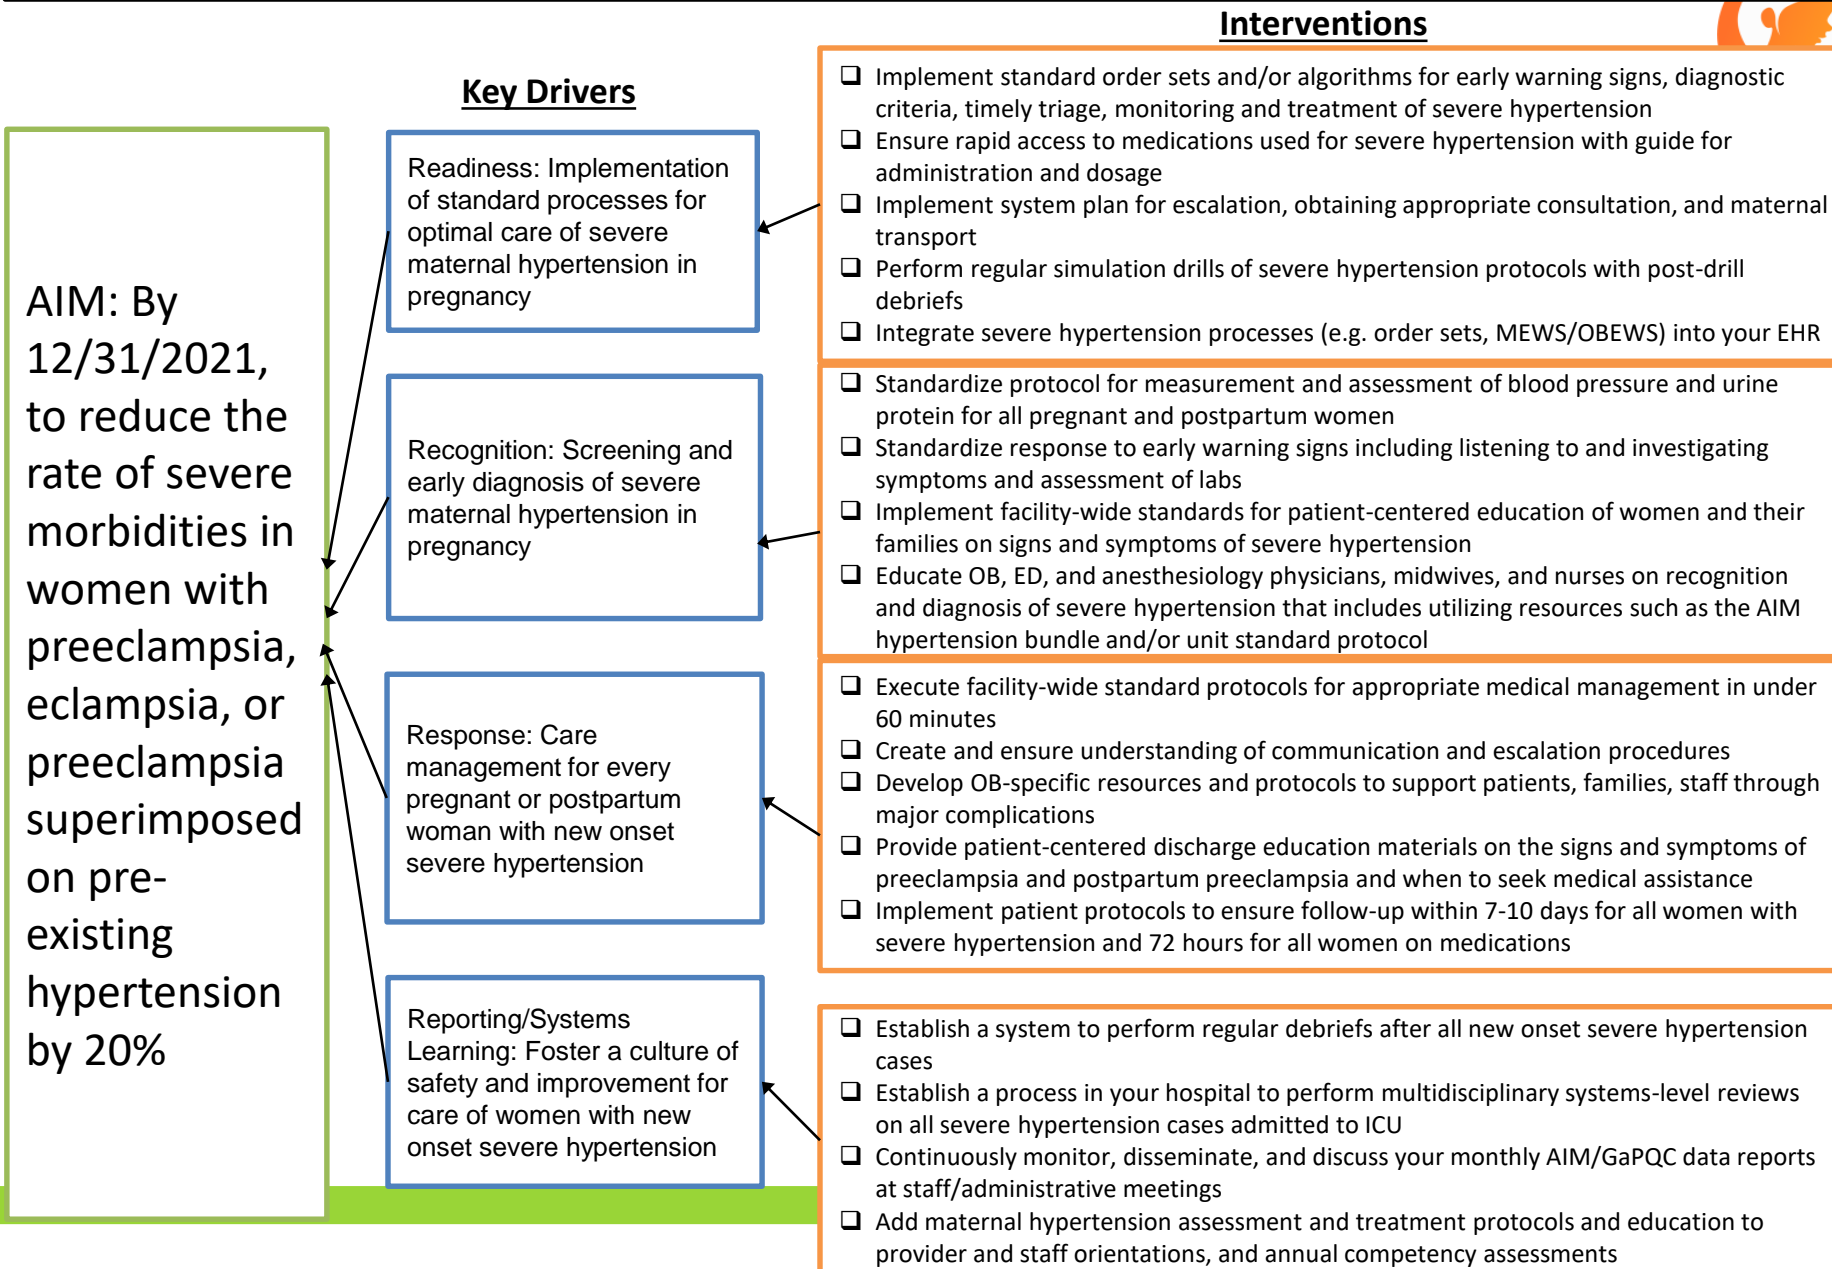 Interventions
Key Drivers
AIM: By
12/31/2021,
to reduce the
rate of severe
morbidities in
women with
preeclampsia,
eclampsia, or
preeclampsia
superimposed
on pre-
existing
hypertension
by 20%
Readiness: Implementation
of standard processes for
optimal care of severe
maternal hypertension in
pregnancy
Recognition: Screening and
early diagnosis of severe
maternal hypertension in
pregnancy
Response: Care
management for every
pregnant or postpartum
woman with new onset
severe hypertension
Reporting/Systems
Learning: Foster a culture of
safety and improvement for
care of women with new
onset severe hypertension
Implement standard order sets and/or algorithms for early warning signs, diagnostic
criteria, timely triage, monitoring and treatment of severe hypertension
Ensure rapid access to medications used for severe hypertension with guide for
administration and dosage
Implement system plan for escalation, obtaining appropriate consultation, and maternal
transport
Perform regular simulation drills of severe hypertension protocols with post-drill
debriefs
Integrate severe hypertension processes (e.g. order sets, MEWS/OBEWS) into your EHR
Standardize protocol for measurement and assessment of blood pressure and urine
protein for all pregnant and postpartum women
Standardize response to early warning signs including listening to and investigating
symptoms and assessment of labs
Implement facility-wide standards for patient-centered education of women and their
families on signs and symptoms of severe hypertension
Educate OB, ED, and anesthesiology physicians, midwives, and nurses on recognition
and diagnosis of severe hypertension that includes utilizing resources such as the AIM
hypertension bundle and/or unit standard protocol
Execute facility-wide standard protocols for appropriate medical management in under
60 minutes
Create and ensure understanding of communication and escalation procedures
Develop OB-specific resources and protocols to support patients, families, staff through
major complications
Provide patient-centered discharge education materials on the signs and symptoms of
preeclampsia and postpartum preeclampsia and when to seek medical assistance
Implement patient protocols to ensure follow-up within 7-10 days for all women with
severe hypertension and 72 hours for all women on medications
Establish a system to perform regular debriefs after all new onset severe hypertension
cases
Establish a process in your hospital to perform multidisciplinary systems-level reviews
on all severe hypertension cases admitted to ICU
Continuously monitor, disseminate, and discuss your monthly AIM/GaPQC data reports
at staff/administrative meetings
Add maternal hypertension assessment and treatment protocols and education to
provider and staff orientations, and annual competency assessments